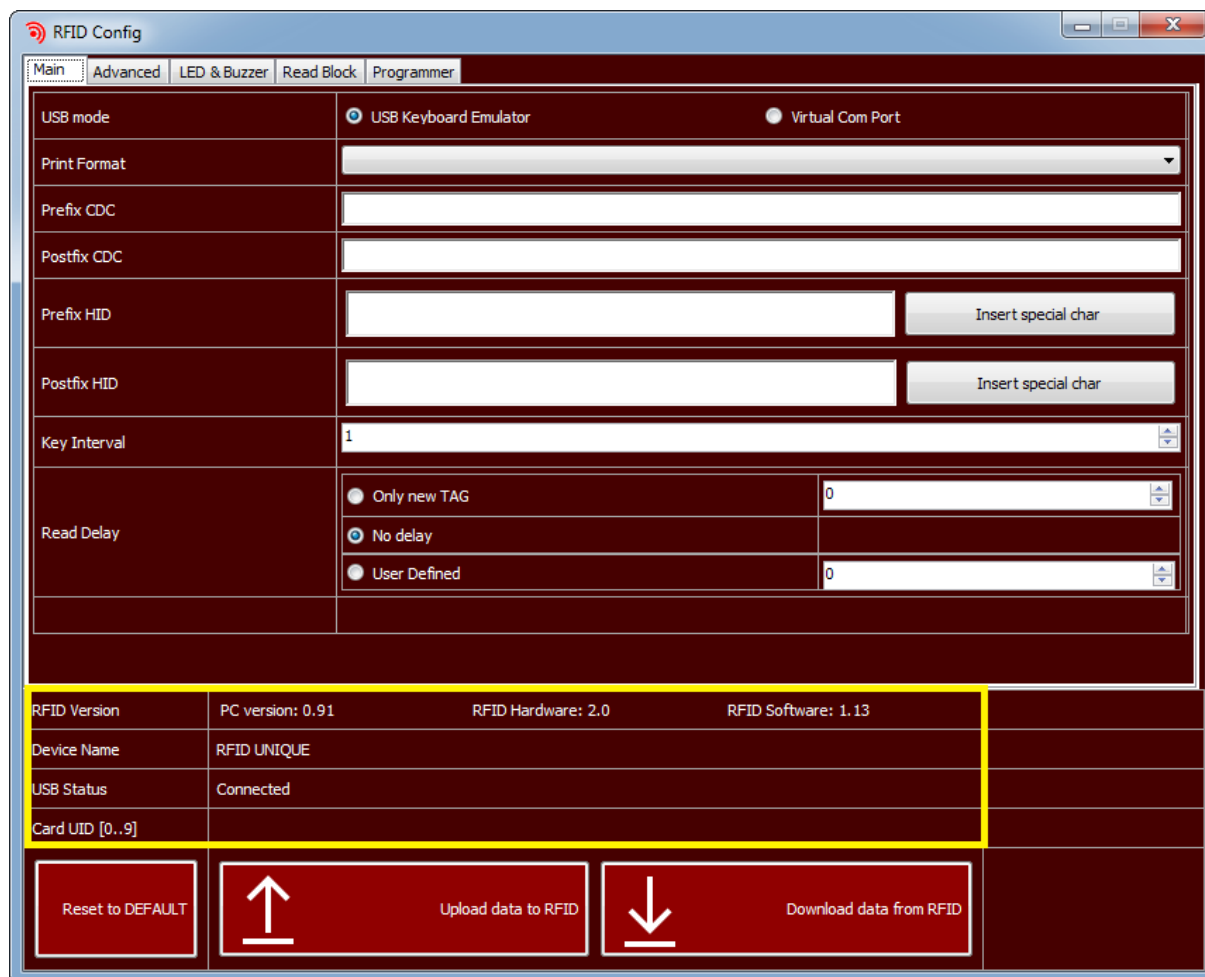 RFID Config
Main Advanced LED & Buzzer Read Block Programmer
USB mode USB Keyboard Emulator Virtual Com Port
Print Format
Prefix CDC
Postfix CDC
Prefix HID Insert special char
Postfix HID Insert special char
Key Interval 1
Only new TAG 0
Read Delay No delay
User Defined 0
RFID Version PC version: 0.91 RFID Hardware: 2.0 RFID Software: 1.13
Device Name RFID UNIQUE
USB Status Connected
Card UID [0..9]
Reset to DEFAULT Upload data to RFID Download data from RFID